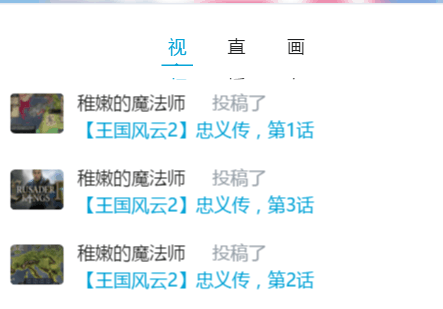 视 直 画
稚嫩的魔法师 投稿了
【王国风云2】忠义传，第1话
稚嫩的魔法师 投稿了
【王国风云2】忠义传，第3话
CRUSADER KINGS
稚嫩的魔法师 投稿了
【王国风云2】忠义传，第2话